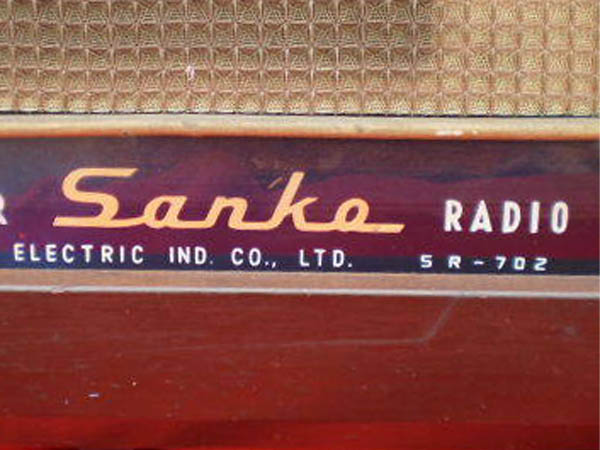 R Sanko RADIO
ELECTRIC IND. CO., LTD. SR-702